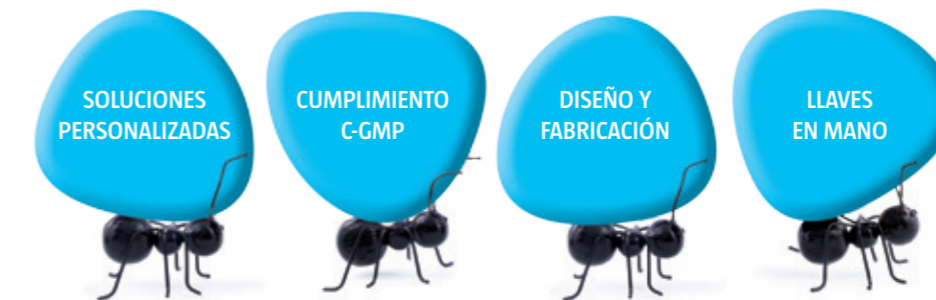 SOLUCIONES
PERSONALIZADAS
CUMPLIMIENTO
C-GMP
DISEÑO Y
FABRICACIÓN
LLAVES
EN MANO